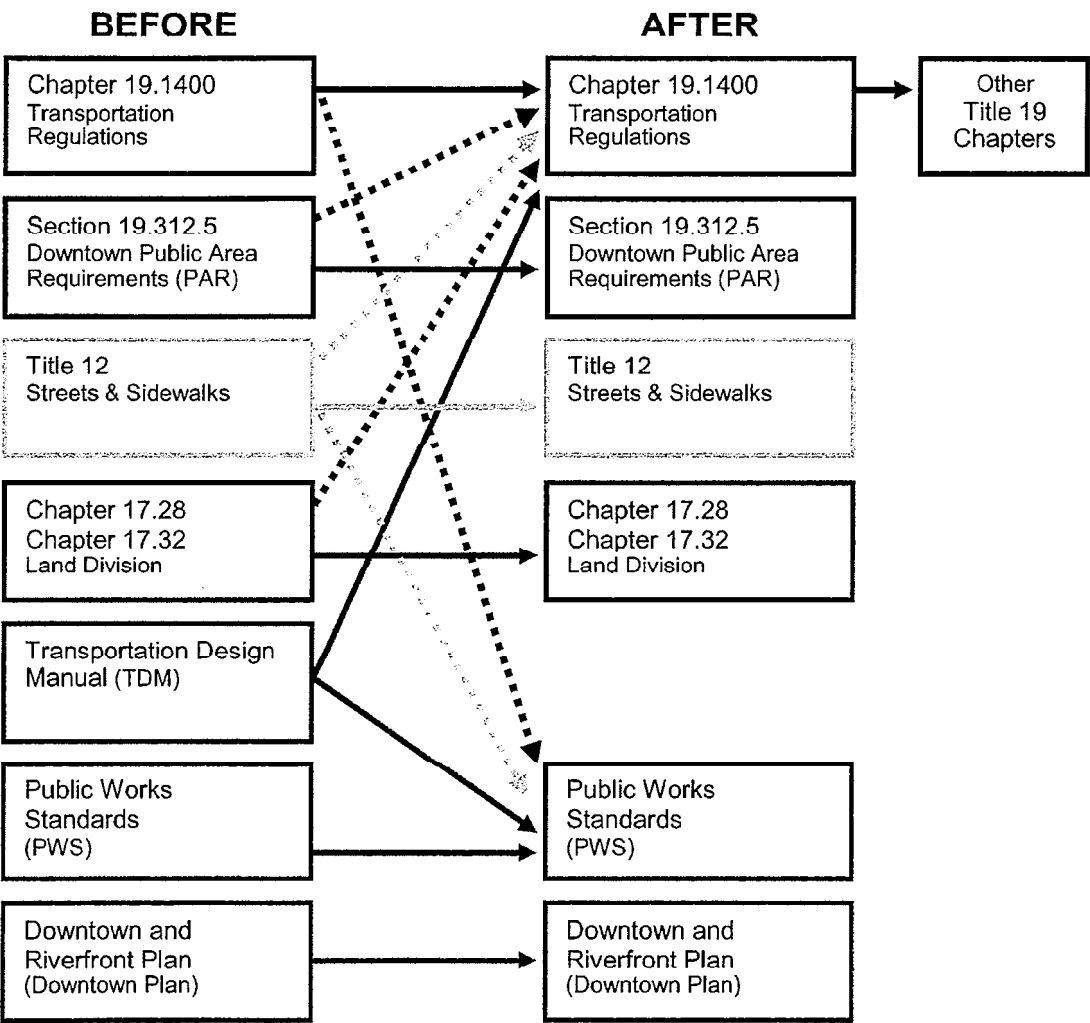 BEFORE
Chapter 19.1400
Transportation
Regulations
Section 19.312.5
Downtown Public Area
Requirements (PAR)
Title 12
Streets & Sidewalks
Chapter 17.28
Chapter 17.32
Land Division
Transportation Design
Manual (TDM)
Public Works
Standards
(PWS)
Downtown and
Riverfront Plan
(Downtown Plan)
AFTER
Chapter 19.1400
Transportation
Regulations
Section 19.312.5
Downtown Public Area
Requirements (PAR)
Title 12
Streets & Sidewalks
Chapter 17.28
Chapter 17.32
Land Division
Public Works
Standards
(PWS)
Downtown and
Riverfront Plan
(Downtown Plan)
Other
Title 19
Chapters